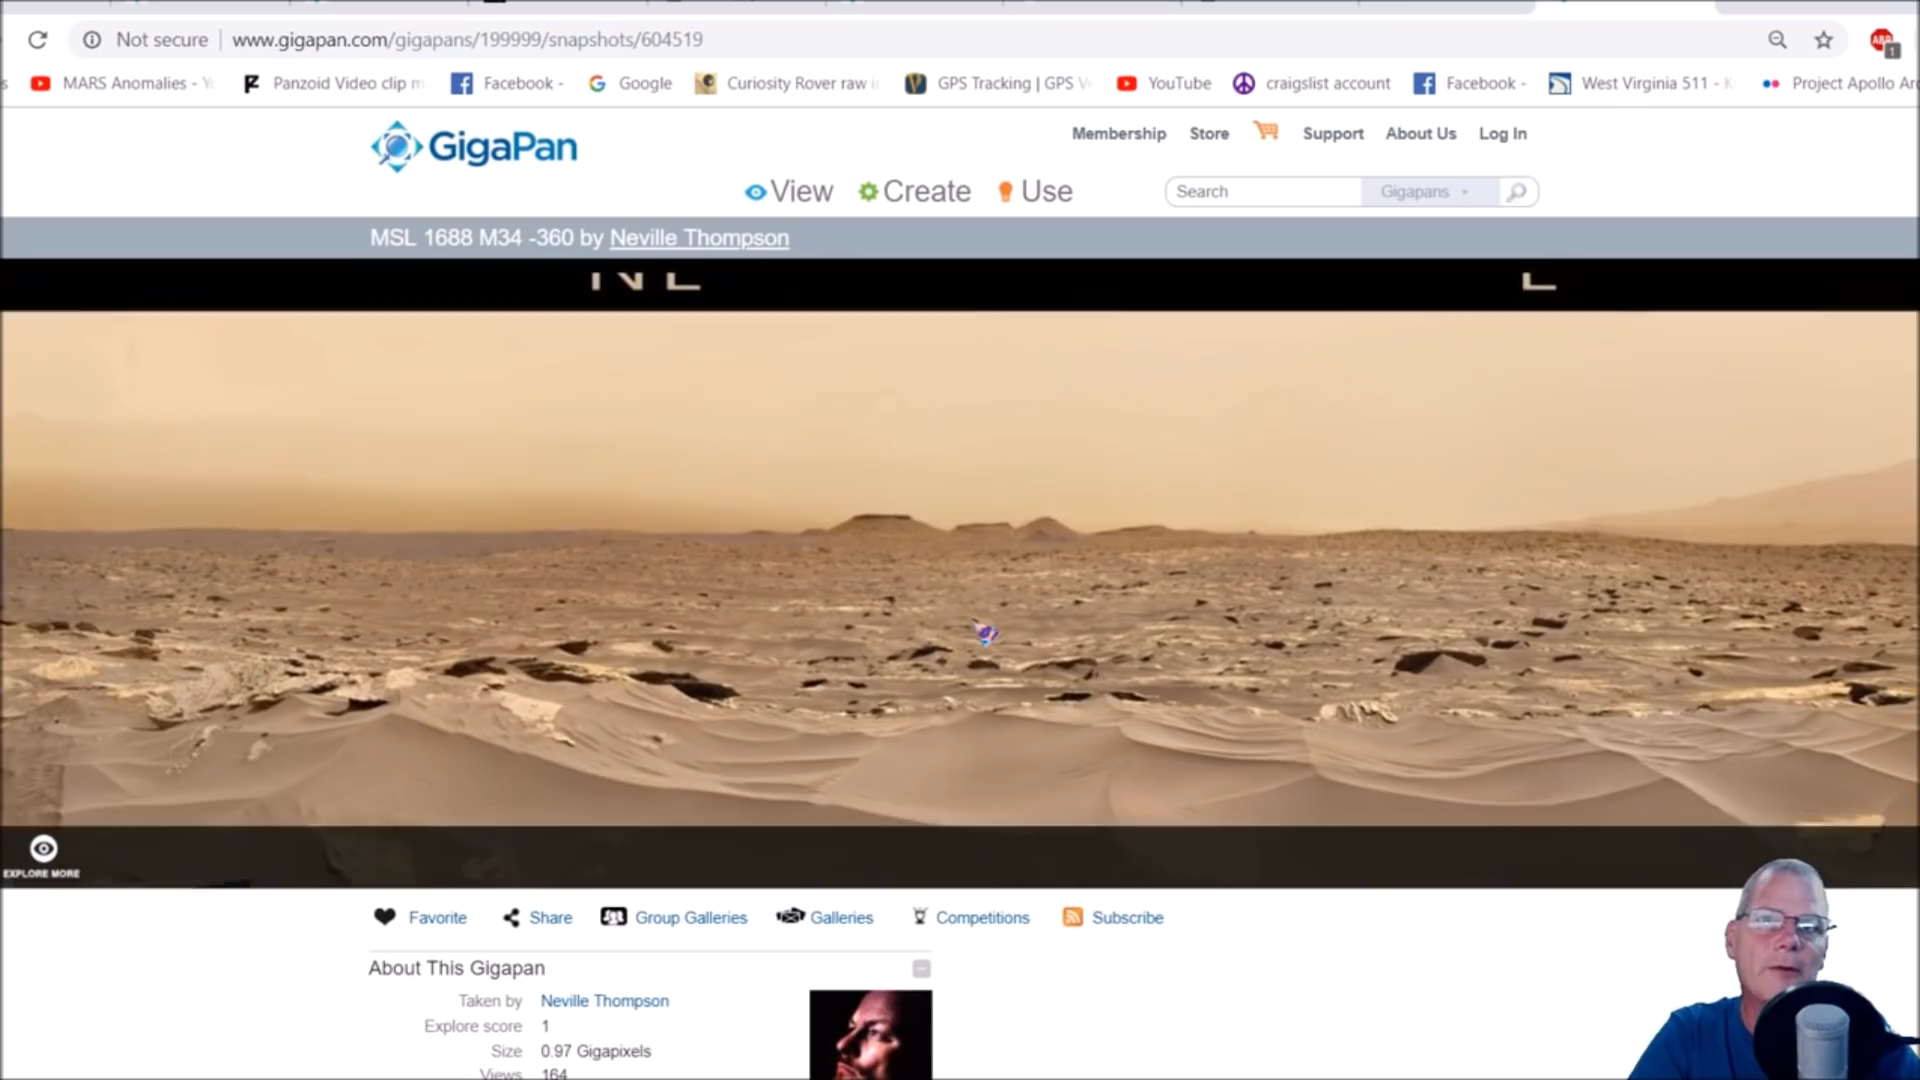 Not secure www.gigapan.com/gigapans/199999/snapshots/604519
ABP 1
s MARS Anomalies - Y Panzoid Video clip m Facebook - Google Curiosity Rover raw i GPS Tracking | GPS V YouTube craigslist account Facebook - West Virginia 511 - K Project Apollo Arc
GigaPan
Membership Store Support About Us Log In
View Create Use
Search Gigapans
MSL 1688 M34 -360 by Neville Thompson
EXPLORE MORE
Favorite Share Group Galleries Galleries Competitions Subscribe
About This Gigapan
Taken by Neville Thompson
Explore score 1
Size 0.97 Gigapixels
Views 164